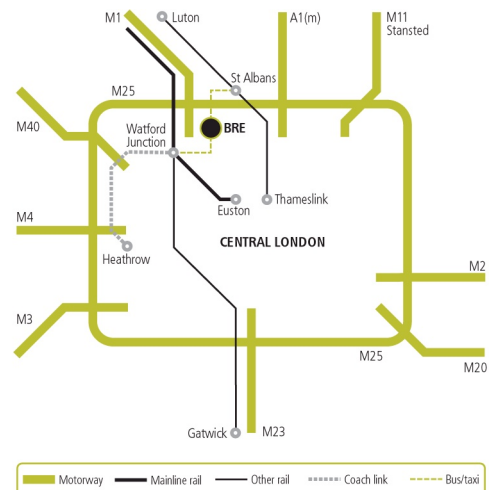 M1
Luton
A1(m)
M11
Stansted
St Albans
M25
M40
Watford
Junction
BRE
Euston
Thameslink
M4
CENTRAL LONDON
Heathrow
M2
M3
M25
M20
Gatwick
M23
Motorway
Mainline rail
Other rail
Coach link
Bus/taxi